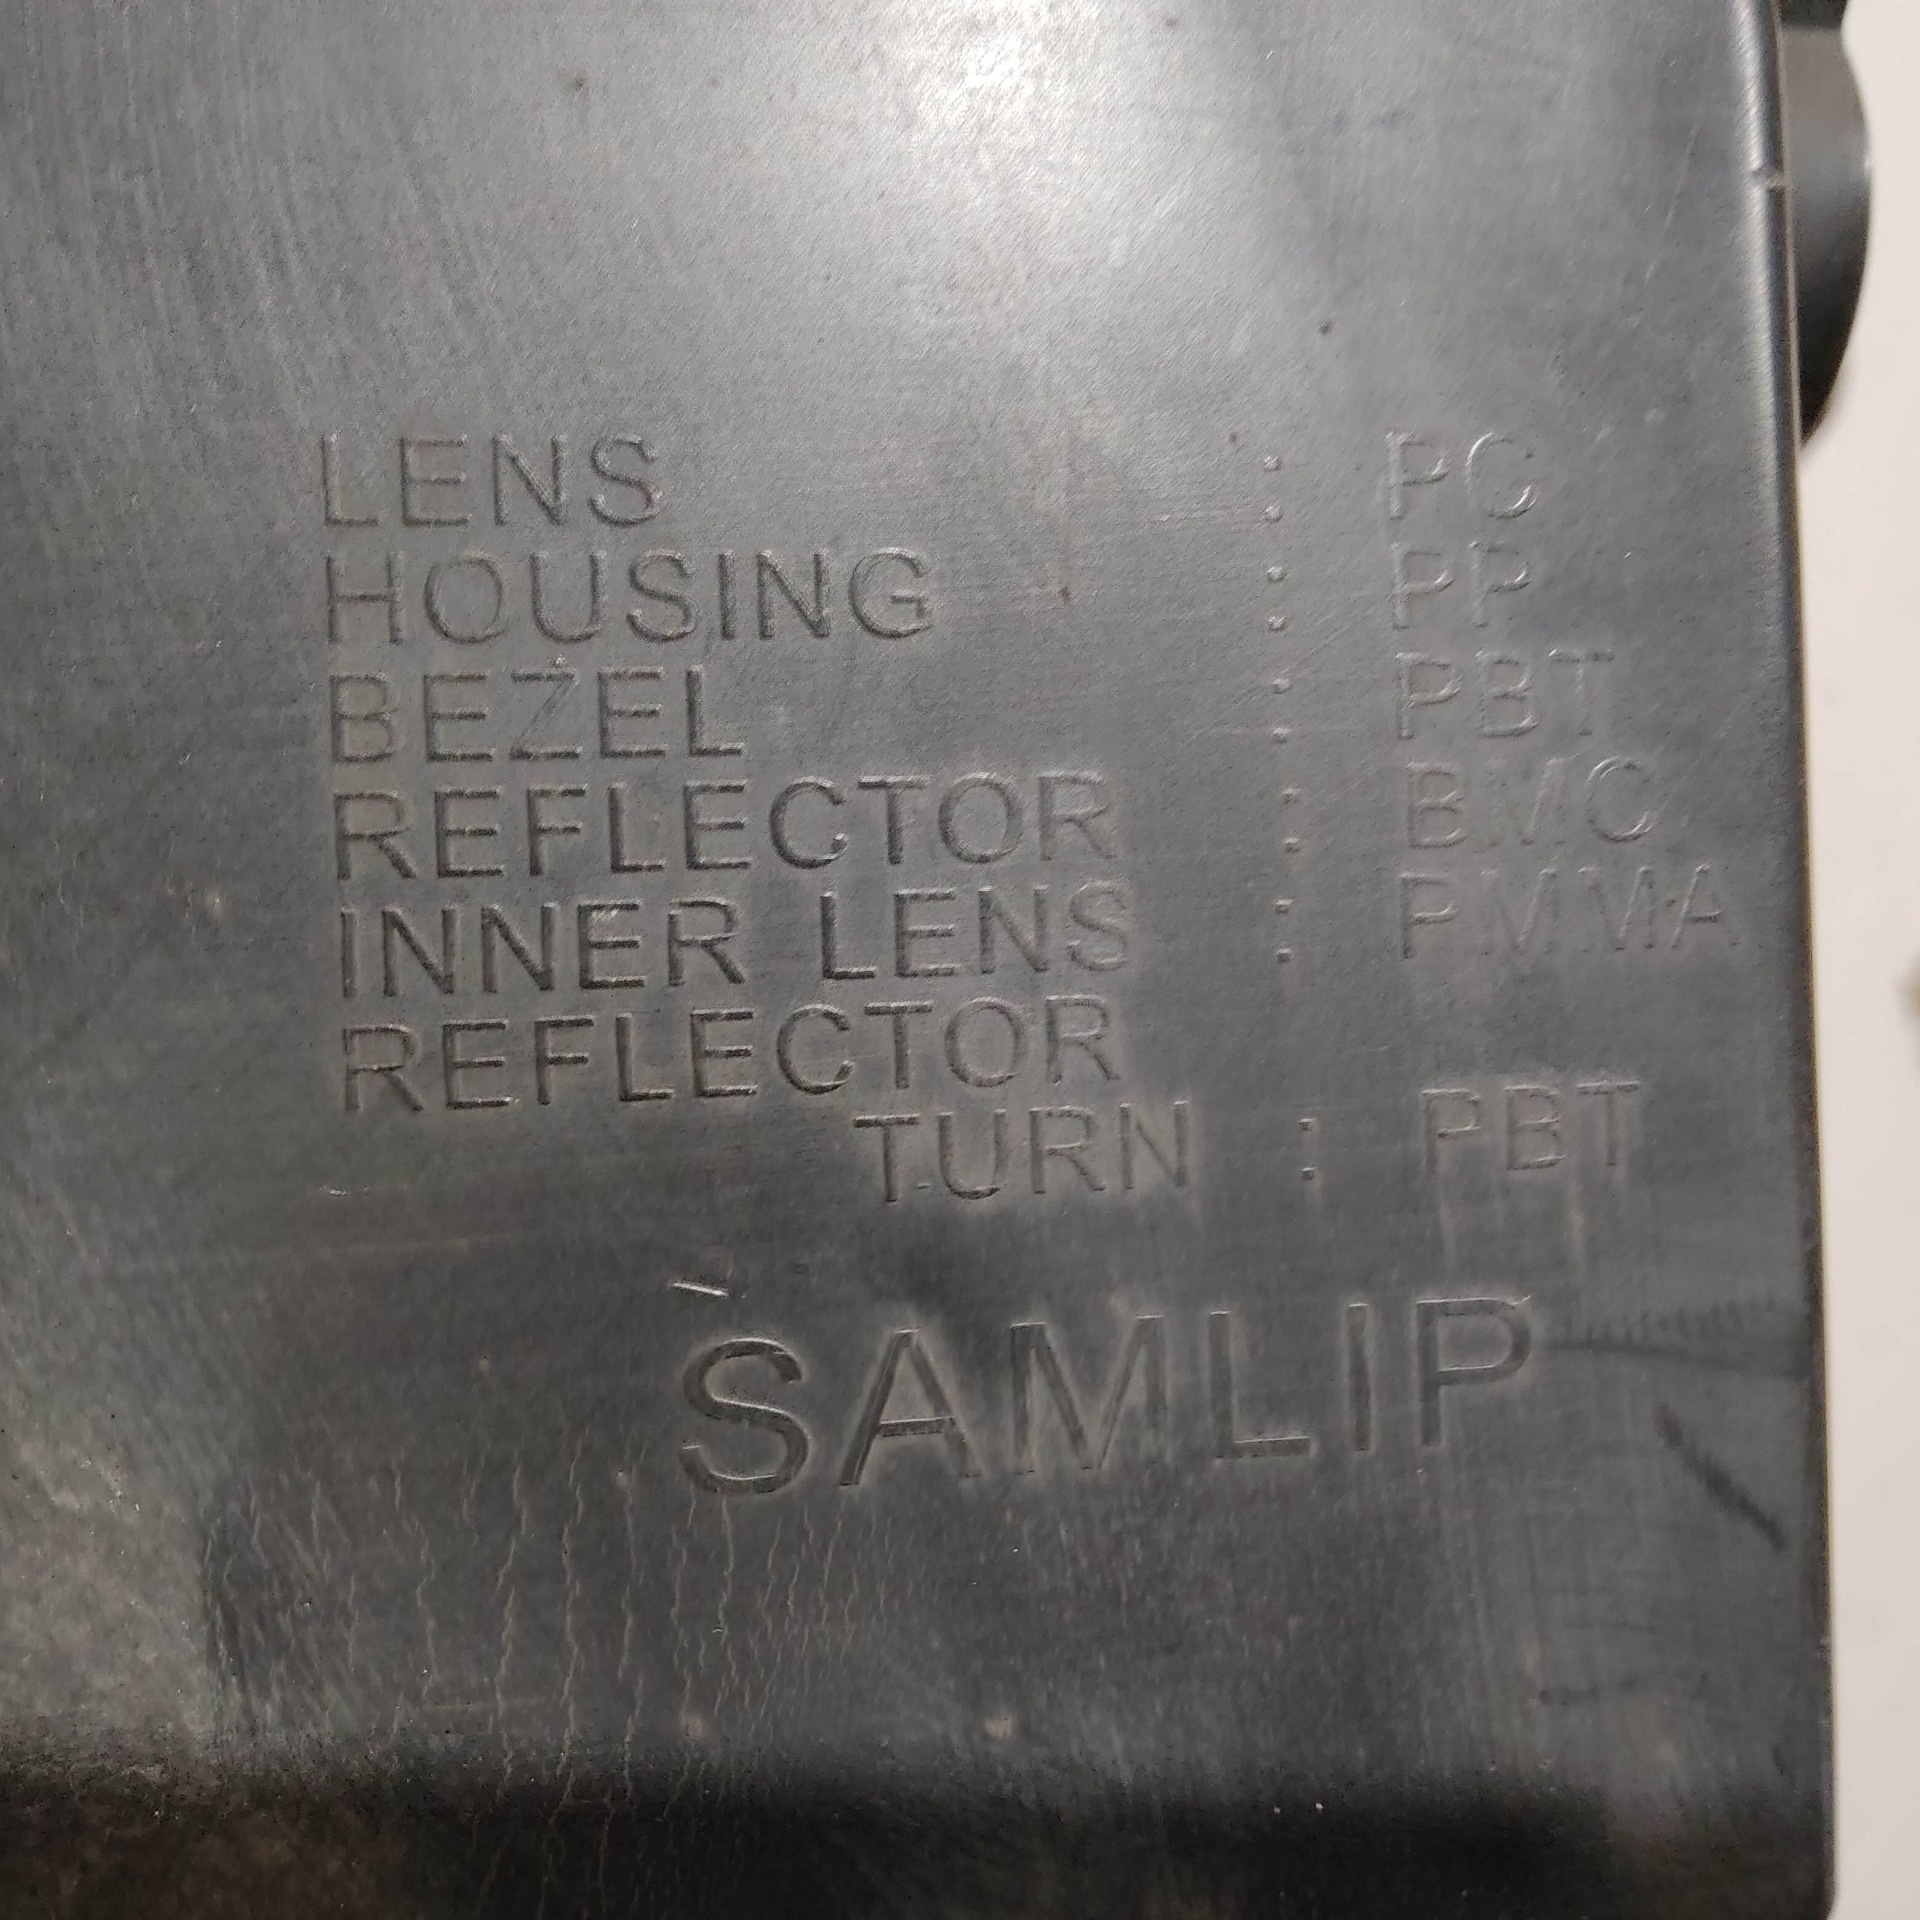 LENS : PC
HOUSING : PP
BEZEL : PBT
REFLECTOR : BMC
INNER LENS : PMMA
REFLECTOR
TURN : PBT
SAMLIP